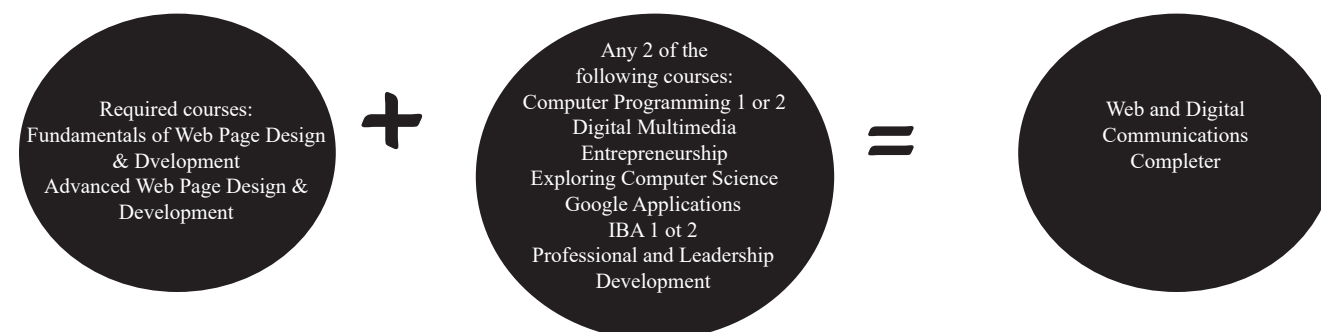 Required courses:
Fundamentals of Web Page Design
& Dvelopment
Advanced Web Page Design &
Development
+
Any 2 of the
following courses:
Computer Programming 1 or 2
Digital Multimedia
Entrepreneurship
Exploring Computer Science
Google Applications
IBA 1 ot 2
Professional and Leadership
Development
=
Web and Digital
Communications
Completer